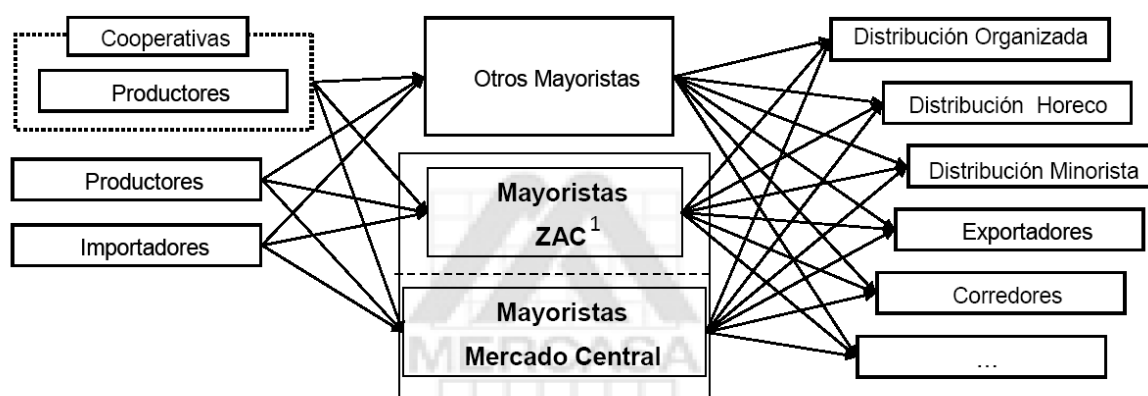 Cooperativas
Productores
Productores
Importadores
Otros Mayoristas
Mayoristas
ZAC1
Mayoristas
Mercado Central
MERCASA
Distribución Organizada
Distribución Horeco
Distribución Minorista
Exportadores
Corredores
...